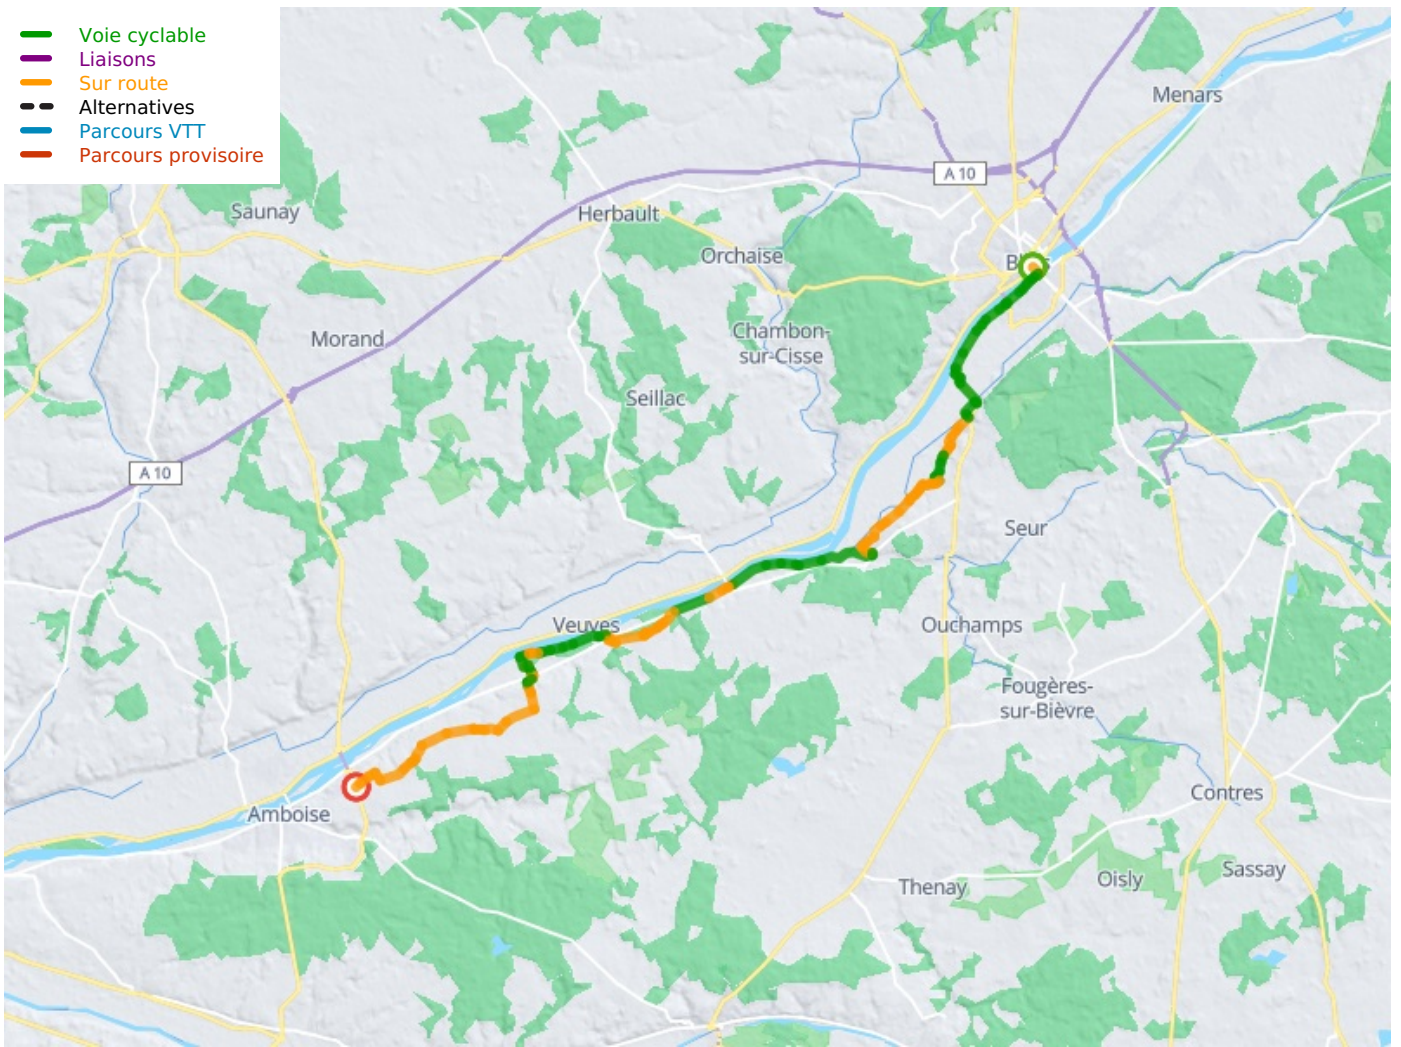 Voie cyclable
Liaisons
Sur route
Alternatives
Parcours VTT
Parcours provisoire
Menars
A 10
Saunay
Herbault
Orchaise
Morand
Chambon-
sur-Cisse
Seillac
A 10
Seur
Veuves
Ouchamps
Fougères-
sur-Bièvre
Contres
Amboise
Sassay
Oisly
Thenay